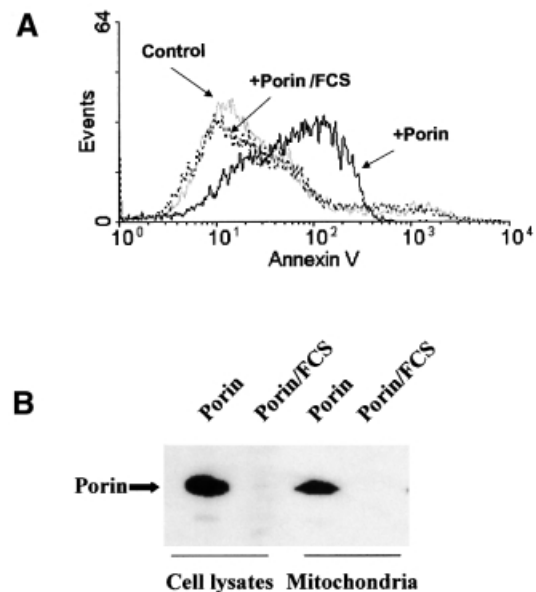 A
64
Control
+Porin /FCS
+Porin
Events
0
10⁰ 10¹ 10² 10³ 10⁴
Annexin V
B
Porin Porin/FCS Porin Porin/FCS
Porin
Cell lysates Mitochondria